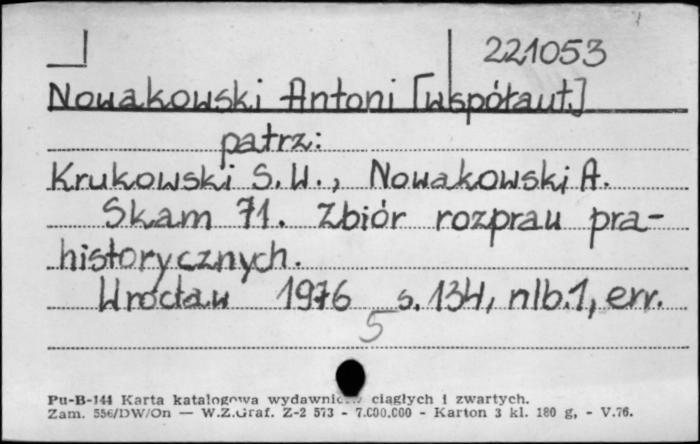 221053
Nowakowski Antoni [współaut.]
patrz:
Krukowski S.W., Nowakowski A.
Skam 71. Zbiór rozpraw pra-
historycznych.
Wrocław 1976 s. 134, nlb.1, err.
5
Pu-B-144 Karta katalogowa wydawnictw ciągłych i zwartych.
Zam. 556/DW/On — W.Z.Graf. Z-2 573 - 7.000.000 - Karton 3 kl. 180 g, - V.76.